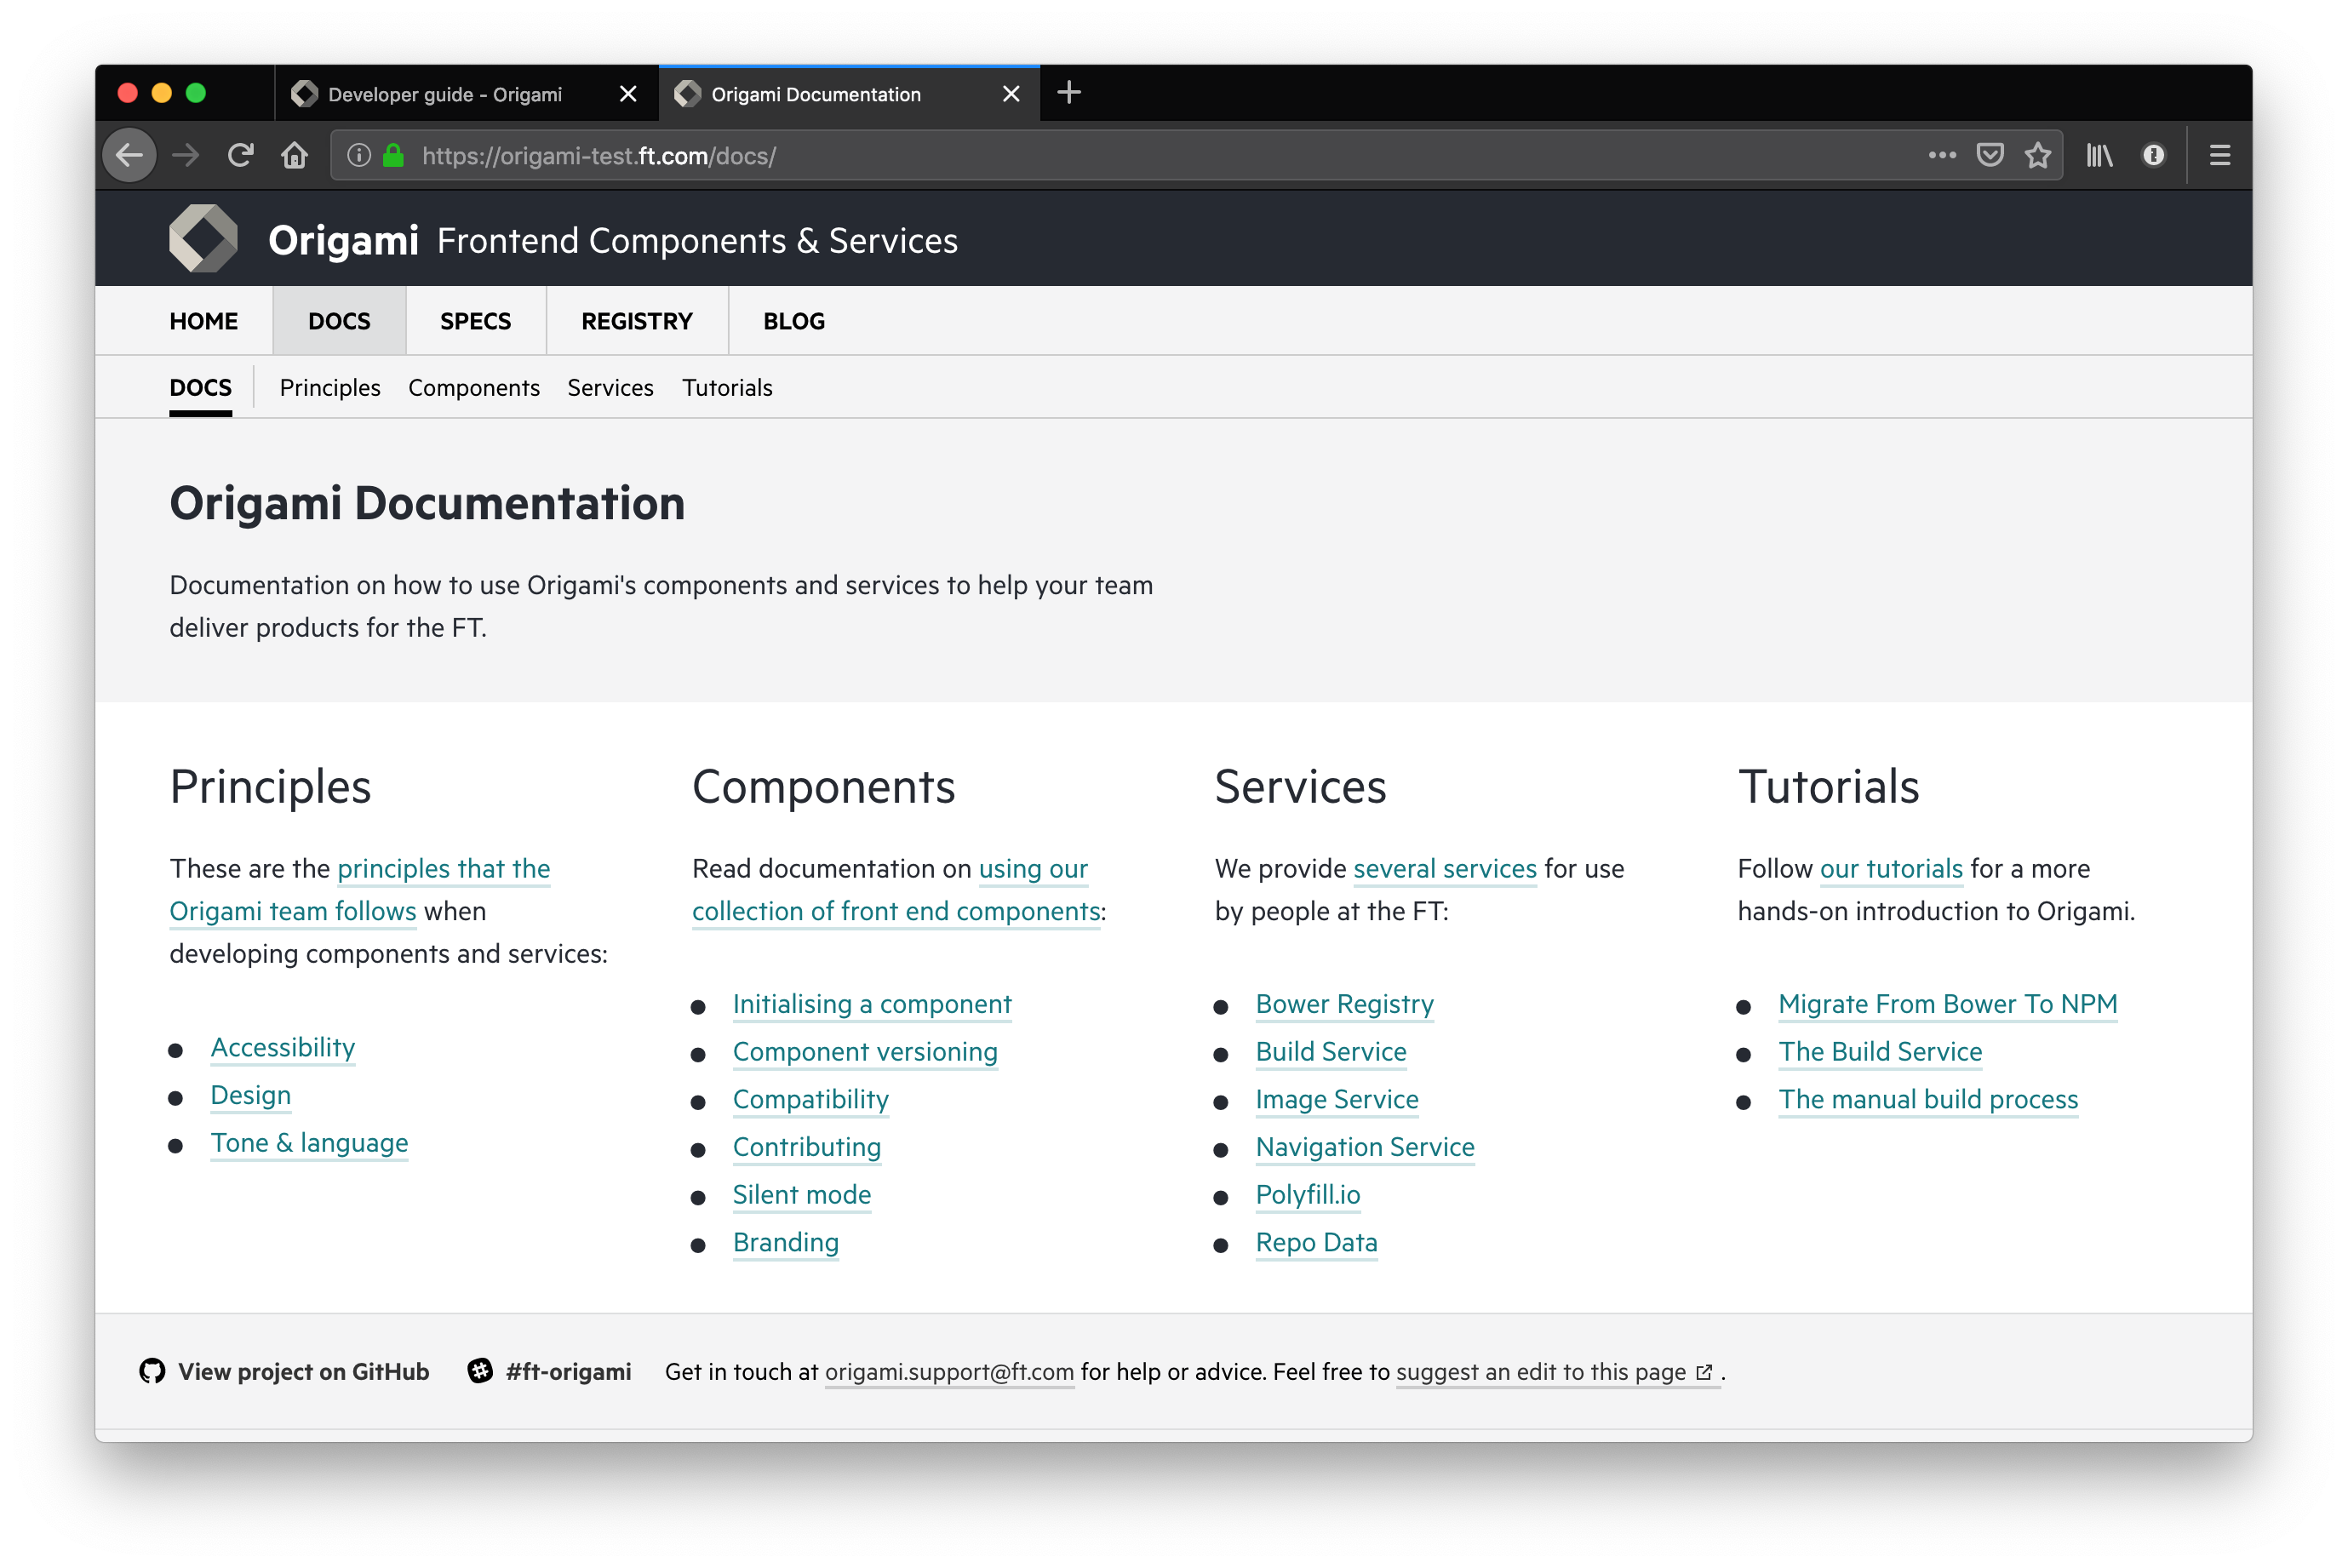 Developer guide - Origami
Origami Documentation
https://origami-test.ft.com/docs/
Origami Frontend Components & Services
HOME DOCS SPECS REGISTRY BLOG
DOCS Principles Components Services Tutorials
Origami Documentation
Documentation on how to use Origami's components and services to help your team
deliver products for the FT.
Principles
These are the principles that the
Origami team follows when
developing components and services:
Accessibility
Design
Tone & language
Components
Read documentation on using our
collection of front end components:
Initialising a component
Component versioning
Compatibility
Contributing
Silent mode
Branding
Services
We provide several services for use
by people at the FT:
Bower Registry
Build Service
Image Service
Navigation Service
Polyfill.io
Repo Data
Tutorials
Follow our tutorials for a more
hands-on introduction to Origami.
Migrate From Bower To NPM
The Build Service
The manual build process
View project on GitHub #ft-origami Get in touch at origami.support@ft.com for help or advice. Feel free to suggest an edit to this page .